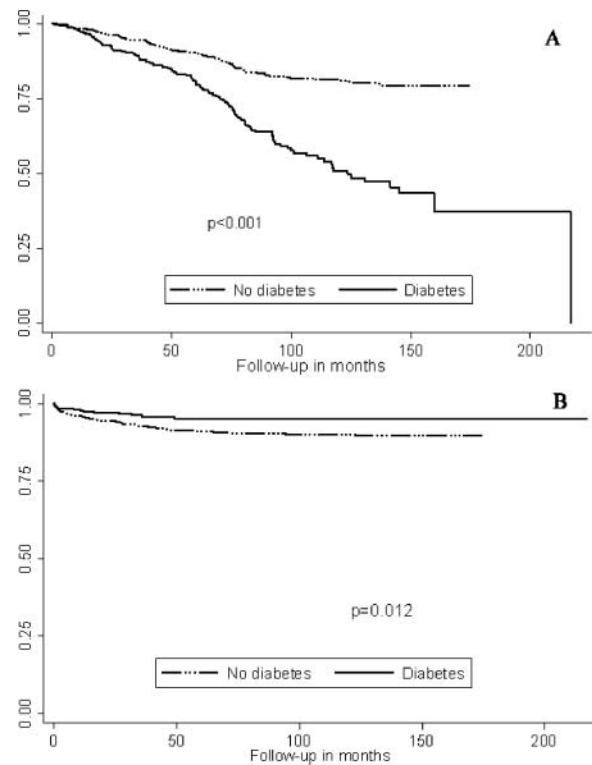 A
1.00
0.75
0.50
0.25
0.00
p<0.001
No diabetes Diabetes
0 50 100 150 200
Follow-up in months
B
1.00
0.75
0.50
0.25
0.00
p=0.012
No diabetes Diabetes
0 50 100 150 200
Follow-up in months